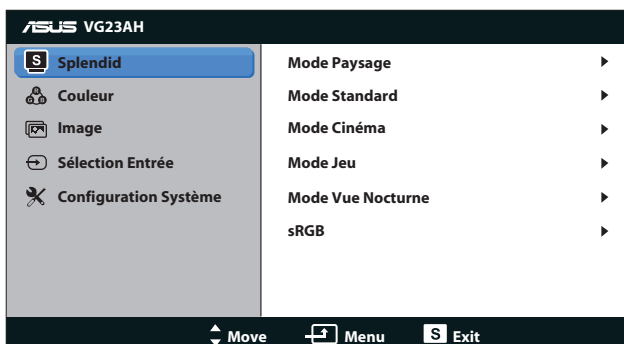 ASUS VG23AH
S Splendid
Couleur
Image
Sélection Entrée
Configuration Système
Mode Paysage
Mode Standard
Mode Cinéma
Mode Jeu
Mode Vue Nocturne
sRGB
Move Menu S Exit